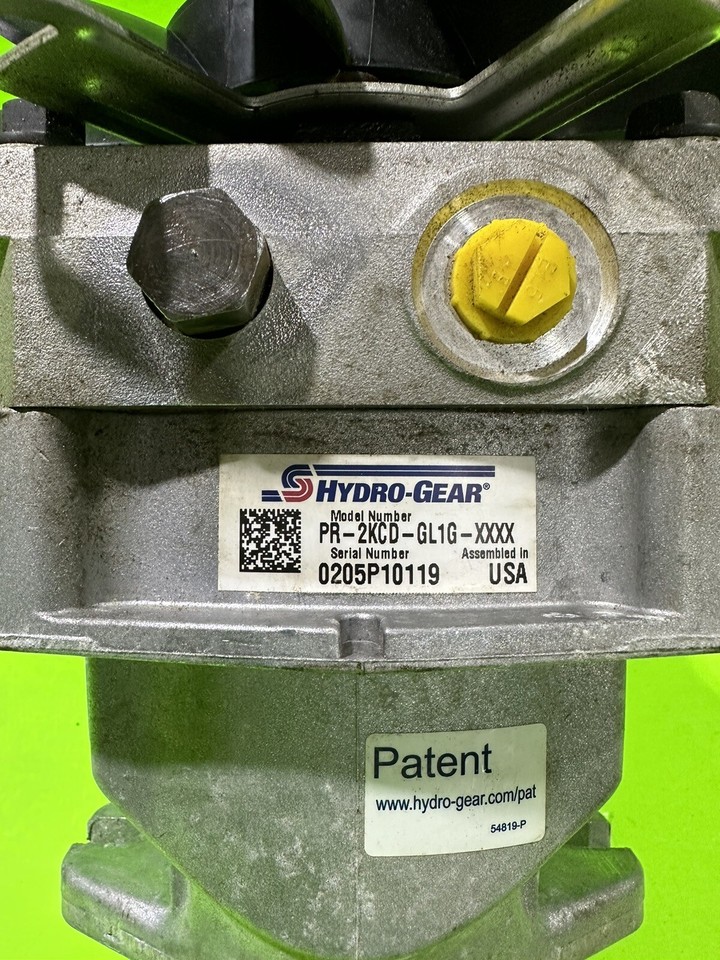 HYDRO-GEAR®
Model Number
PR-2KCD-GL1G-XXXX
Serial Number Assembled in
0205P10119 USA
Patent
www.hydro-gear.com/pat
54819-P